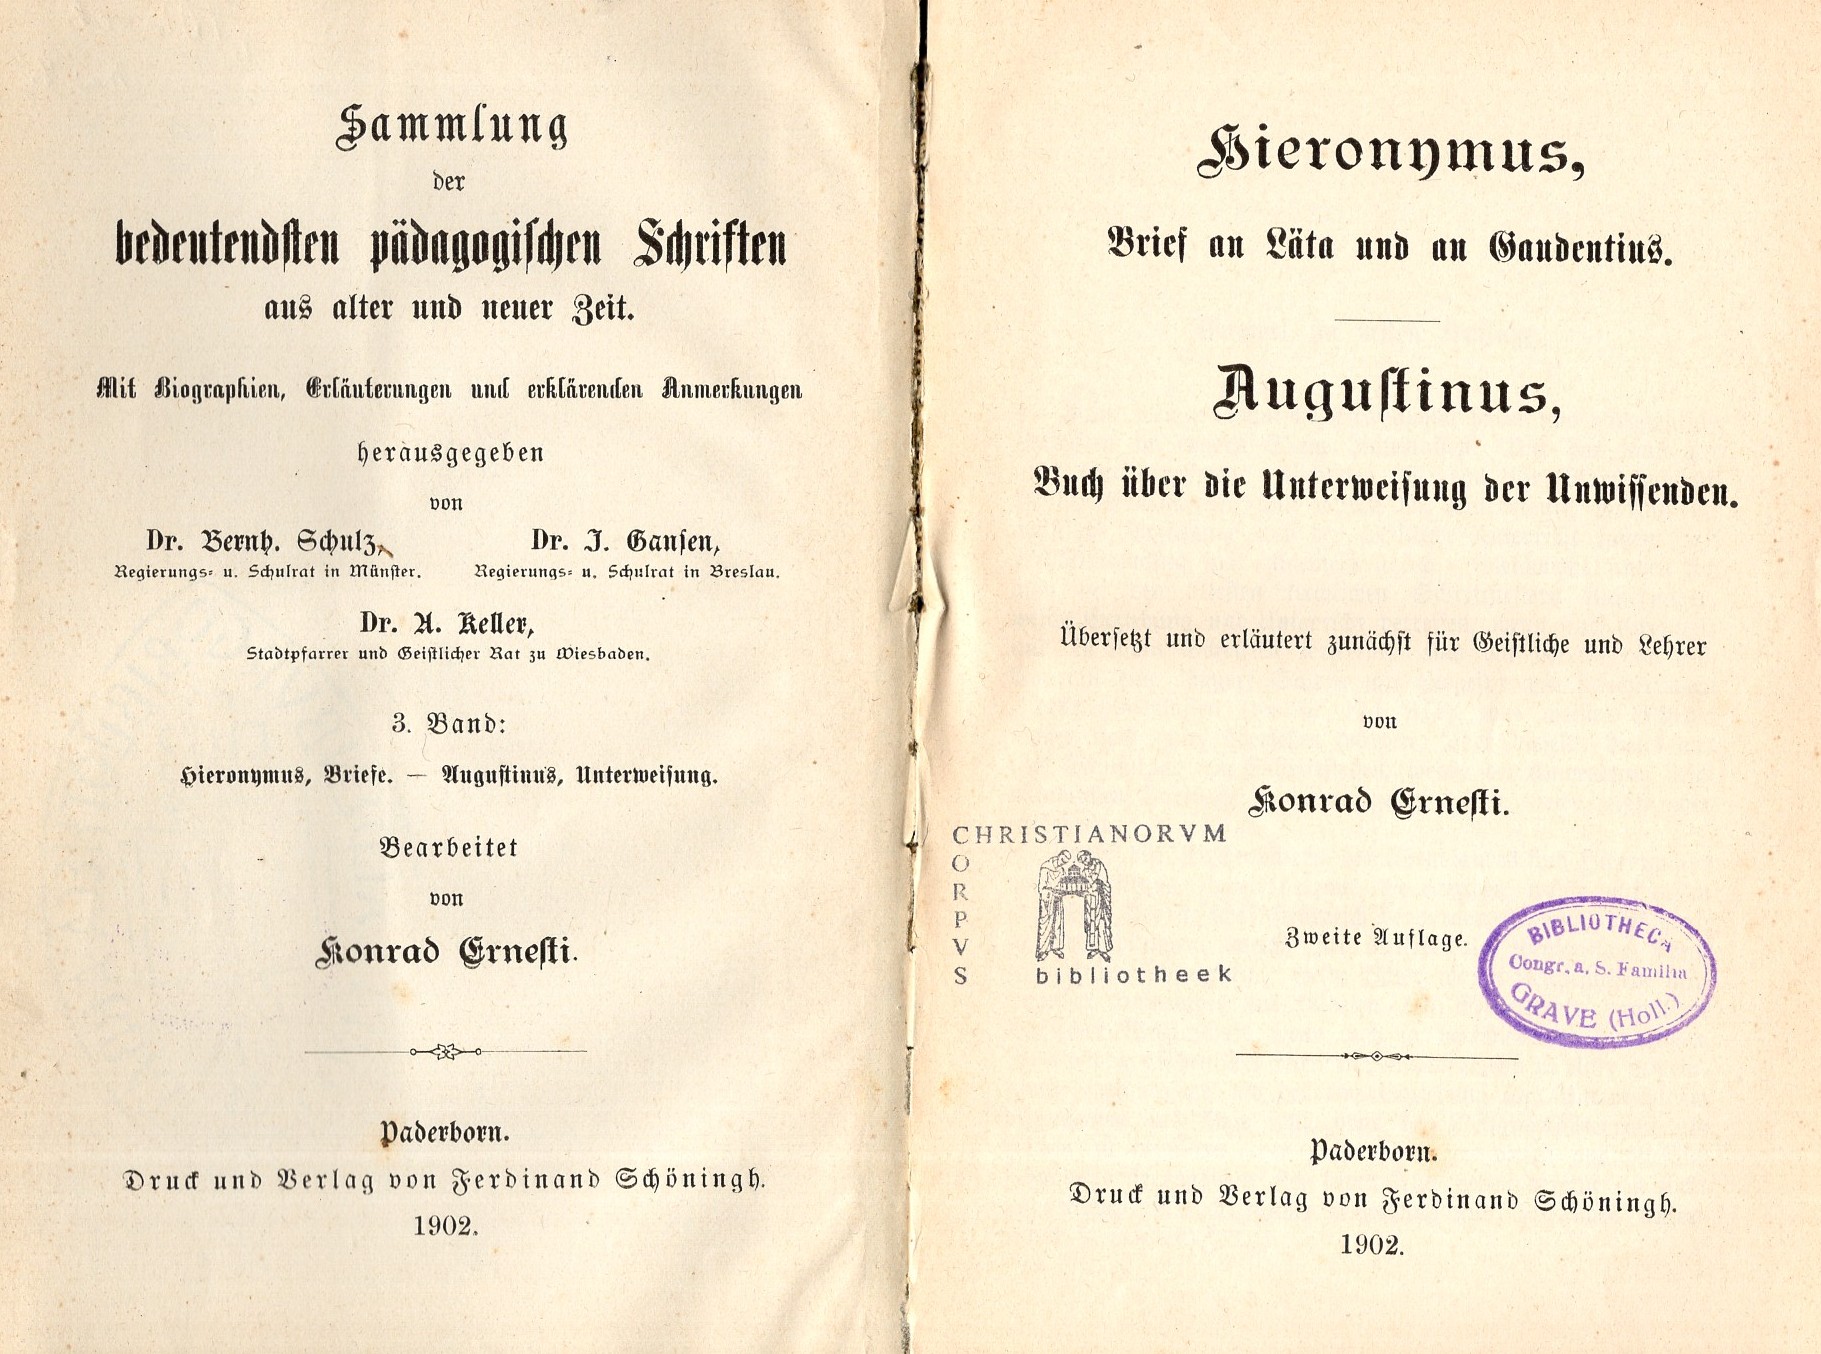 Sammlung
der
bedeutendsten pädagogischen Schriften
aus alter und neuer Zeit.
Mit Biographien, Erläuterungen und erklärenden Anmerkungen
herausgegeben
von
Dr. Bernh. Schulz,
Regierungs- u. Schulrat in Münster.
Dr. J. Gansen,
Regierungs- u. Schulrat in Breslau.
Dr. A. Keller,
Stadtpfarrer und Geistlicher Rat zu Wiesbaden.
3. Band:
Hieronymus, Briefe. — Augustinus, Unterweisung.
Bearbeitet
von
Konrad Ernesti.
Paderborn.
Druck und Verlag von Ferdinand Schöningh.
1902.
Hieronymus,
Brief an Läta und an Gaudentius.
Augustinus,
Buch über die Unterweisung der Unwissenden.
Übersetzt und erläutert zunächst für Geistliche und Lehrer
von
Konrad Ernesti.
CHRISTIANORVM
CORPVS
bibliotheek
Zweite Auflage.
BIBLIOTHECA
Congr. a. S. Familia
GRAVE (Holl.)
Paderborn.
Druck und Verlag von Ferdinand Schöningh.
1902.